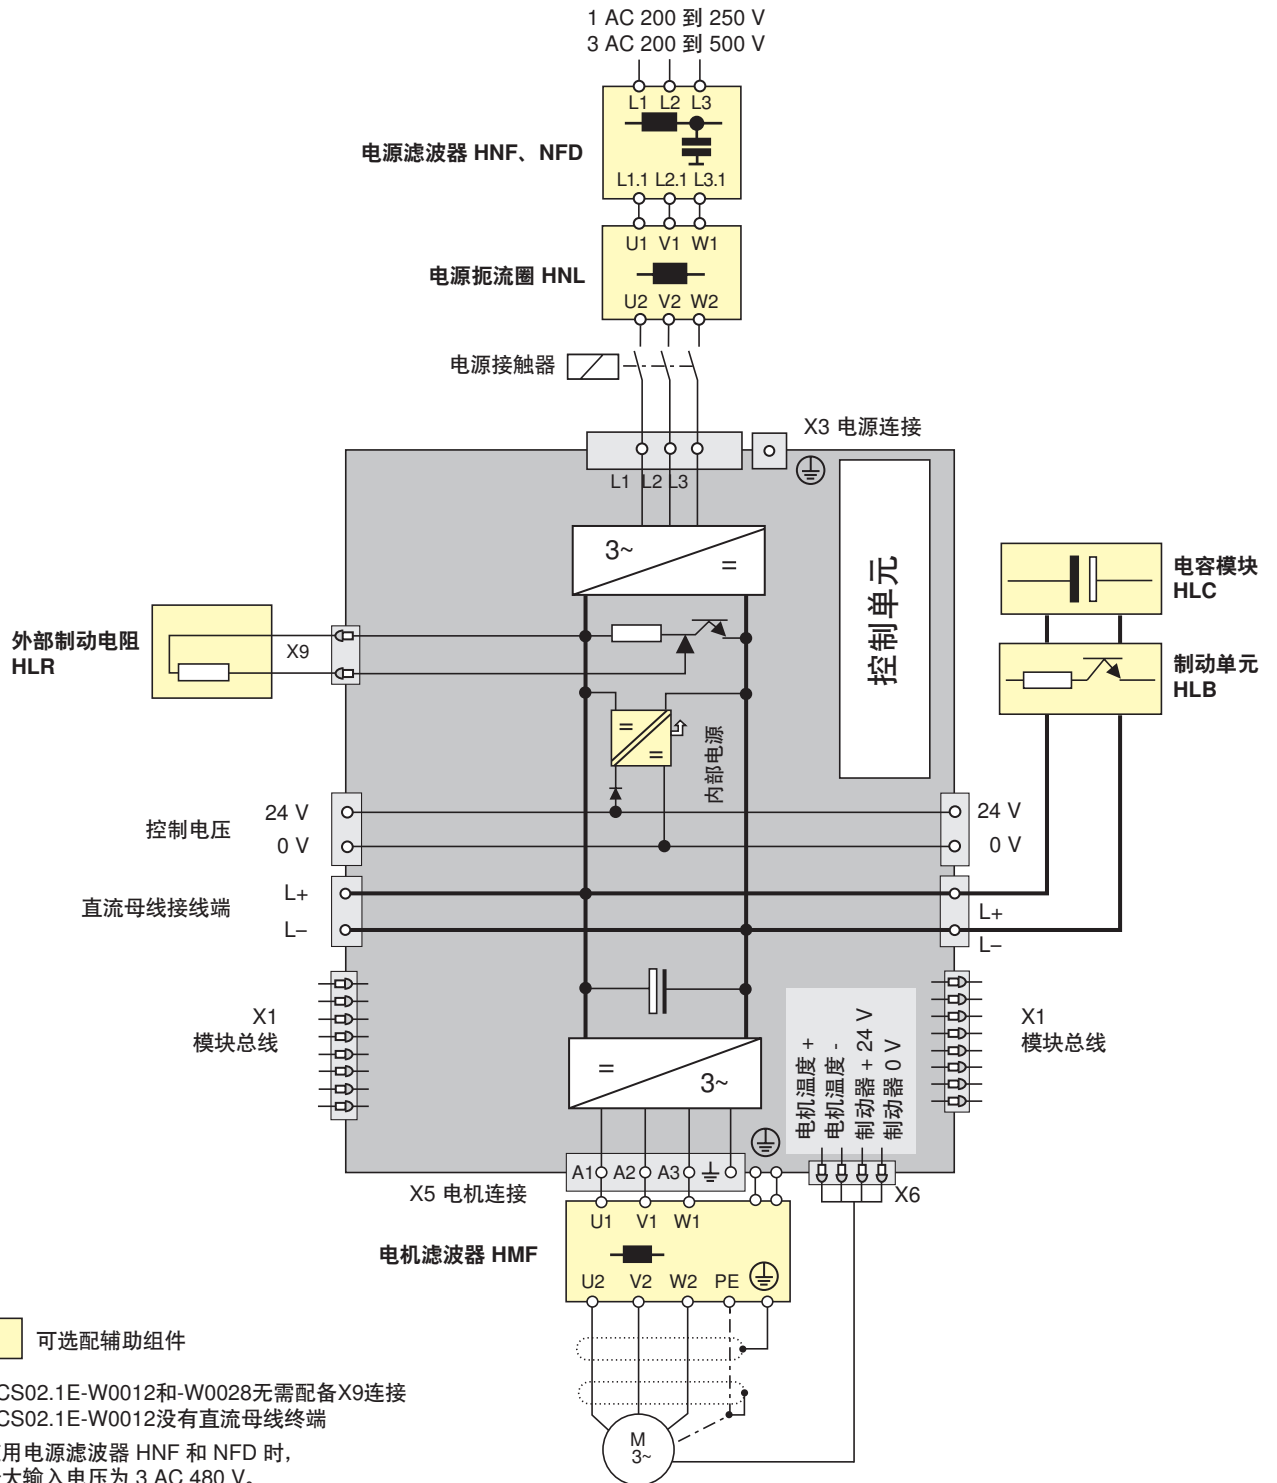 1 AC 200 到 250 V
3 AC 200 到 500 V
L1 L2 L3
电源滤波器 HNF、NFD
L1.1 L2.1 L3.1
U1 V1 W1
电源扼流圈 HNL
U2 V2 W2
电源接触器
X3 电源连接
L1 L2 L3
3~
=
控制单元
电容模块
HLC
外部制动电阻
HLR
X9
制动单元
HLB
=
=
内部电源
控制电压
24 V
0 V
24 V
0 V
直流母线接线端
L+
L–
L+
L–
X1
模块总线
X1
模块总线
=
3~
电机温度 +
电机温度 -
制动器 + 24 V
制动器 0 V
A1 A2 A3
X5 电机连接
X6
U1 V1 W1
电机滤波器 HMF
U2 V2 W2 PE
可选配辅助组件
CS02.1E-W0012和-W0028无需配备X9连接
CS02.1E-W0012没有直流母线终端
用电源滤波器 HNF 和 NFD 时，
大输入电压为 3 AC 480 V。
M
3~